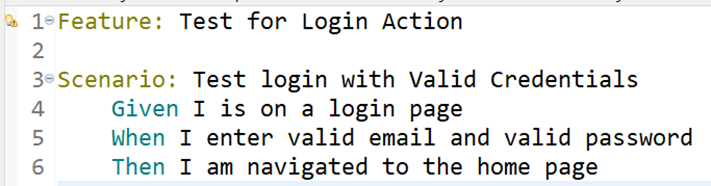 1 Feature: Test for Login Action
2
3 Scenario: Test login with Valid Credentials
4 Given I is on a login page
5 When I enter valid email and valid password
6 Then I am navigated to the home page